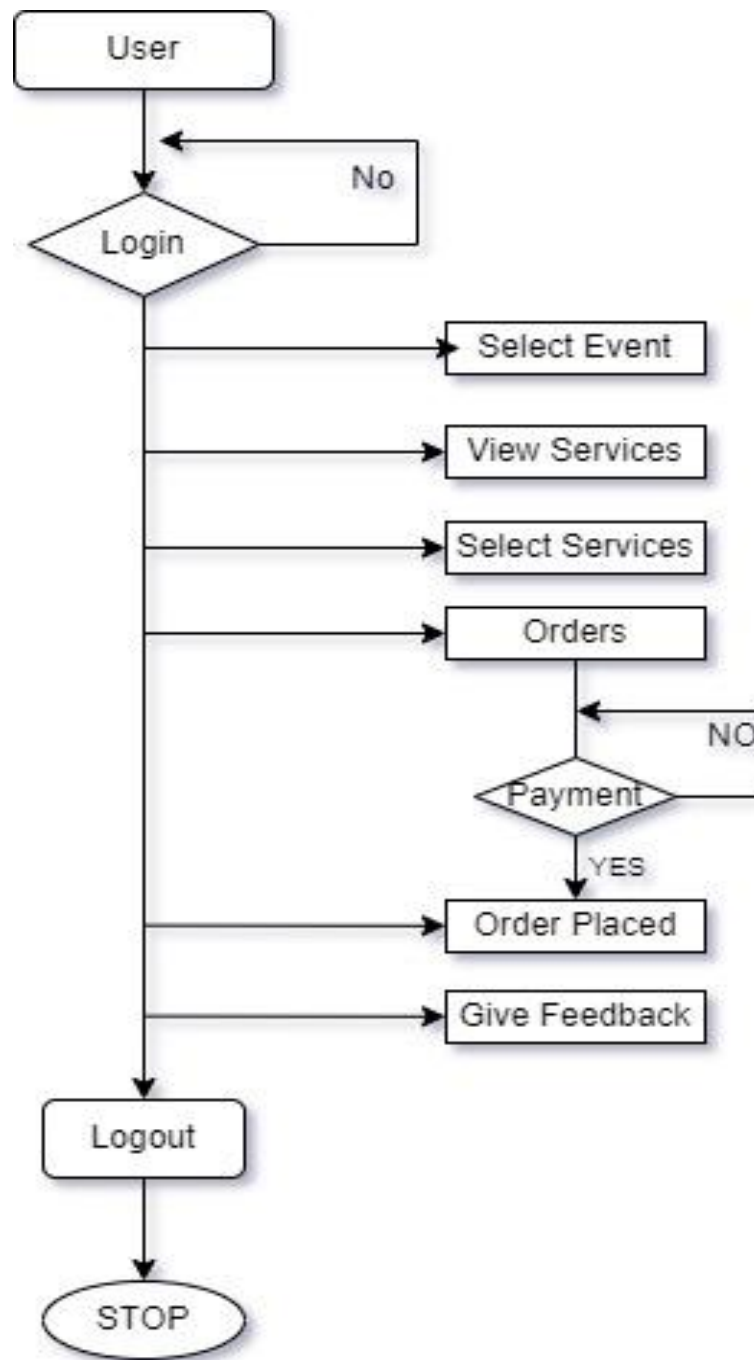 User
No
Login
Select Event
View Services
Select Services
Orders
NO
Payment
YES
Order Placed
Give Feedback
Logout
STOP